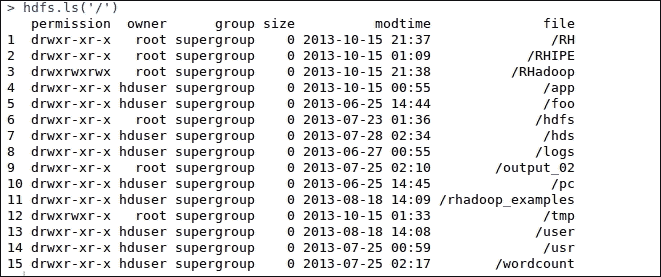 > hdfs.ls('/')
permission owner group size modtime file
1 drwxr-xr-x root supergroup 0 2013-10-15 21:37 /RH
2 drwxr-xr-x root supergroup 0 2013-10-15 01:09 /RHIPE
3 drwxrwxrwx root supergroup 0 2013-10-15 21:38 /RHadoop
4 drwxr-xr-x hduser supergroup 0 2013-10-15 00:55 /app
5 drwxr-xr-x hduser supergroup 0 2013-06-25 14:44 /foo
6 drwxr-xr-x root supergroup 0 2013-07-23 01:36 /hdfs
7 drwxr-xr-x hduser supergroup 0 2013-07-28 02:34 /hds
8 drwxr-xr-x hduser supergroup 0 2013-06-27 00:55 /logs
9 drwxr-xr-x root supergroup 0 2013-07-25 02:10 /output_02
10 drwxr-xr-x hduser supergroup 0 2013-06-25 14:45 /pc
11 drwxr-xr-x hduser supergroup 0 2013-08-18 14:09 /rhadoop_examples
12 drwxrwxr-x root supergroup 0 2013-10-15 01:33 /tmp
13 drwxr-xr-x hduser supergroup 0 2013-08-18 14:08 /user
14 drwxr-xr-x hduser supergroup 0 2013-07-25 00:59 /usr
15 drwxr-xr-x hduser supergroup 0 2013-07-25 02:17 /wordcount